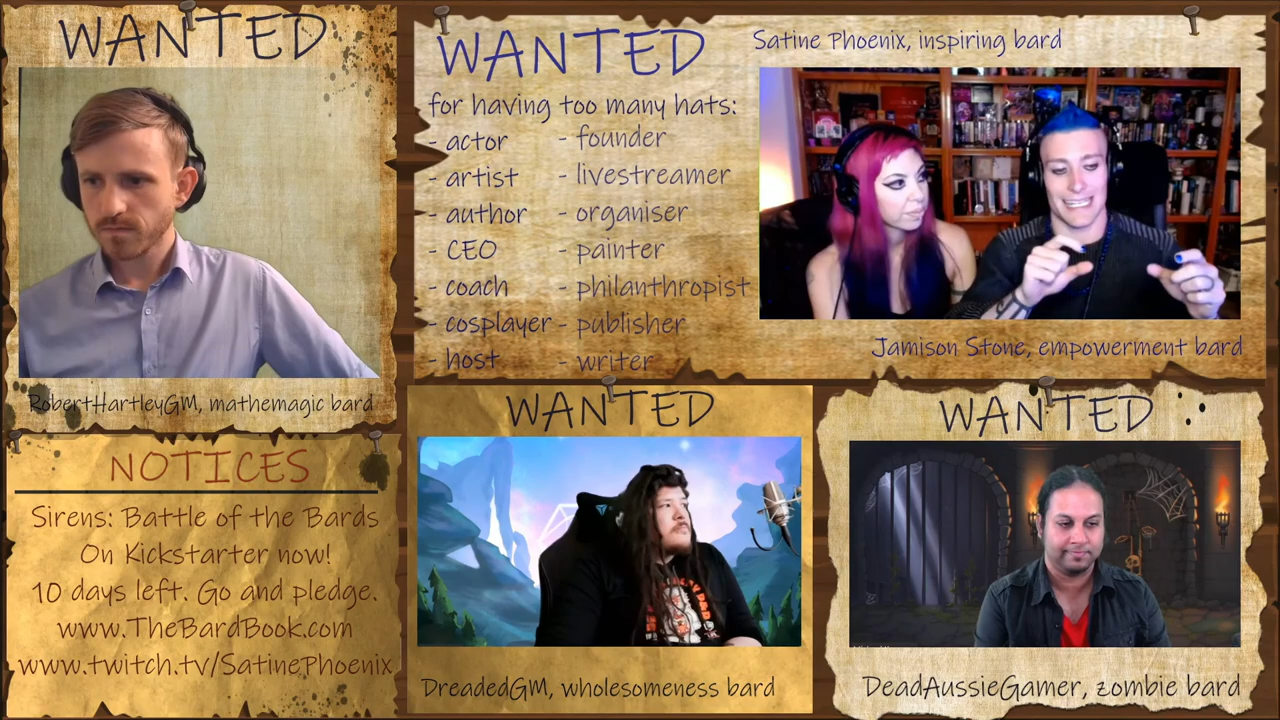 WANTED
RobertHartleyGM, mathemagic bard
WANTED
for having too many hats:
- actor
- artist
- author
- CEO
- coach
- cosplayer
- host
- founder
- livestreamer
- organiser
- painter
- philanthropist
- publisher
- writer
Satine Phoenix, inspiring bard
Jamison Stone, empowerment bard
NOTICES
Sirens: Battle of the Bards
On Kickstarter now!
10 days left. Go and pledge.
www.TheBardBook.com
www.twitch.tv/SatinePhoenix
WANTED
DreadedGM, wholesomeness bard
WANTED
DeadAussieGamer, zombie bard